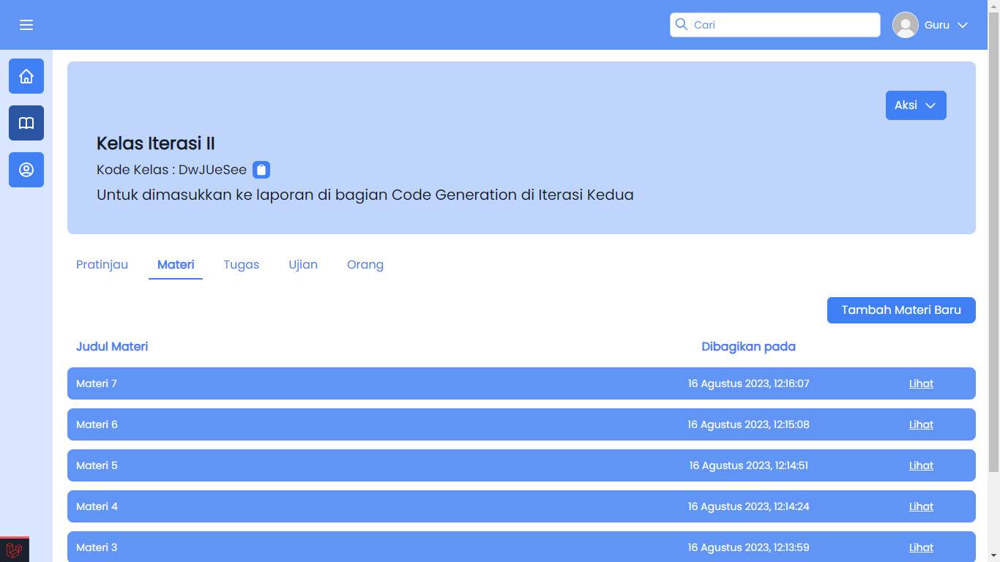 Cari
Guru
Aksi
Kelas Iterasi II
Kode Kelas : DwJUeSee
Untuk dimasukkan ke laporan di bagian Code Generation di Iterasi Kedua
Pratinjau Materi Tugas Ujian Orang
Tambah Materi Baru
Judul Materi Dibagikan pada
Materi 7 16 Agustus 2023, 12:16:07 Lihat
Materi 6 16 Agustus 2023, 12:15:08 Lihat
Materi 5 16 Agustus 2023, 12:14:51 Lihat
Materi 4 16 Agustus 2023, 12:14:24 Lihat
Materi 3 16 Agustus 2023, 12:13:59 Lihat